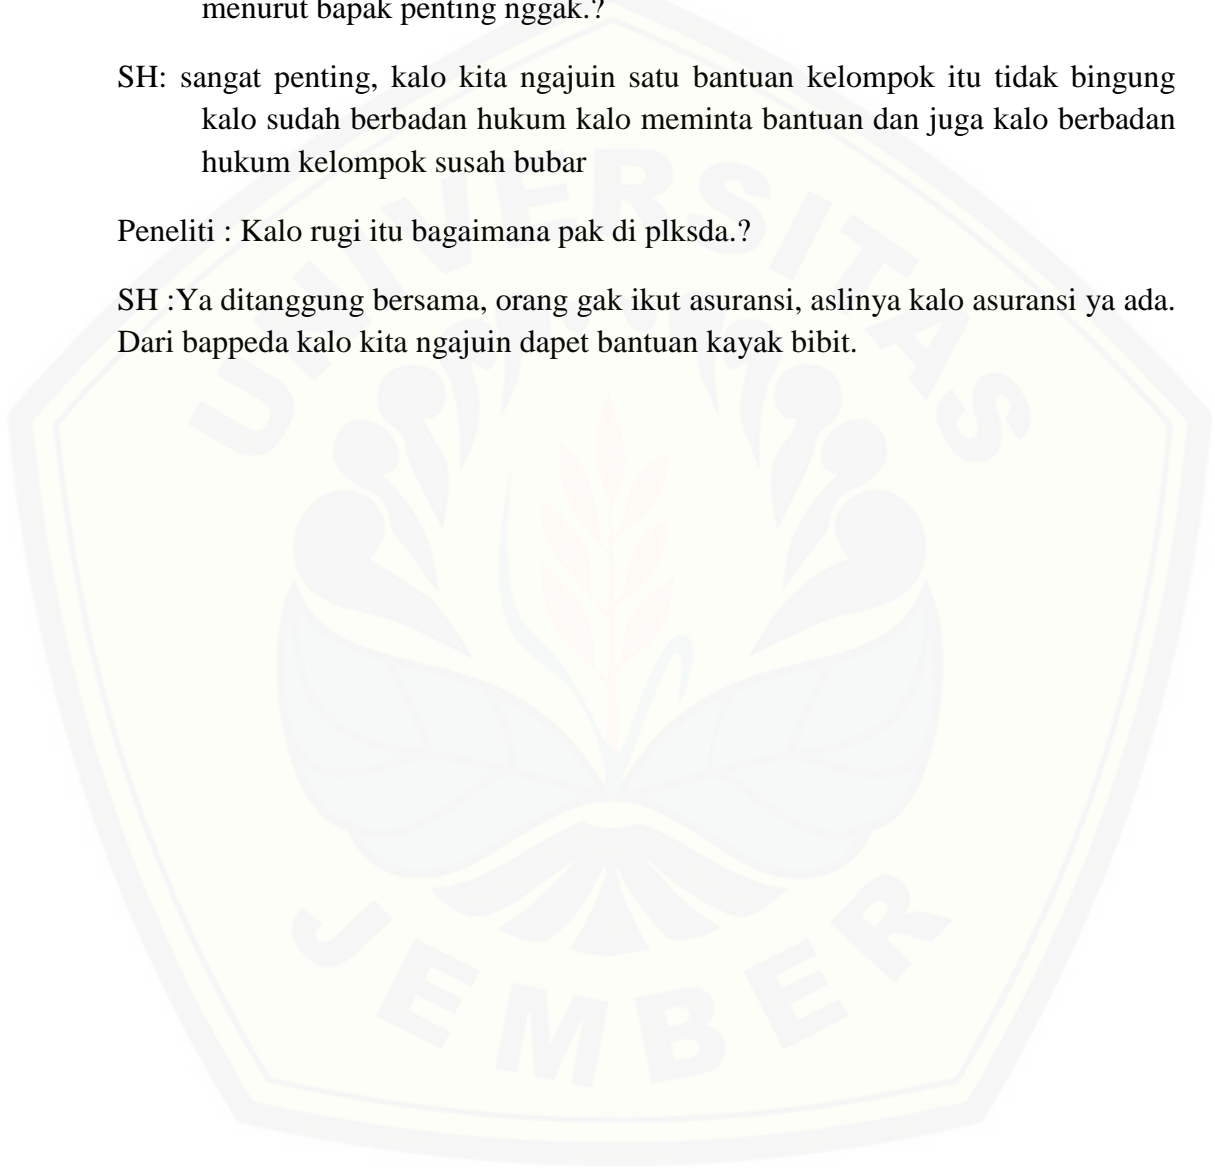 menurut bapak penting nggak.?
SH: sangat penting, kalo kita ngajuin satu bantuan kelompok itu tidak bingung
kalo sudah berbadan hukum kalo meminta bantuan dan juga kalo berbadan
hukum kelompok susah bubar
Peneliti : Kalo rugi itu bagaimana pak di plksda.?
SH :Ya ditanggung bersama, orang gak ikut asuransi, aslinya kalo asuransi ya ada.
Dari bappeda kalo kita ngajuin dapet bantuan kayak bibit.
UNIVERSITAS
JEMBER